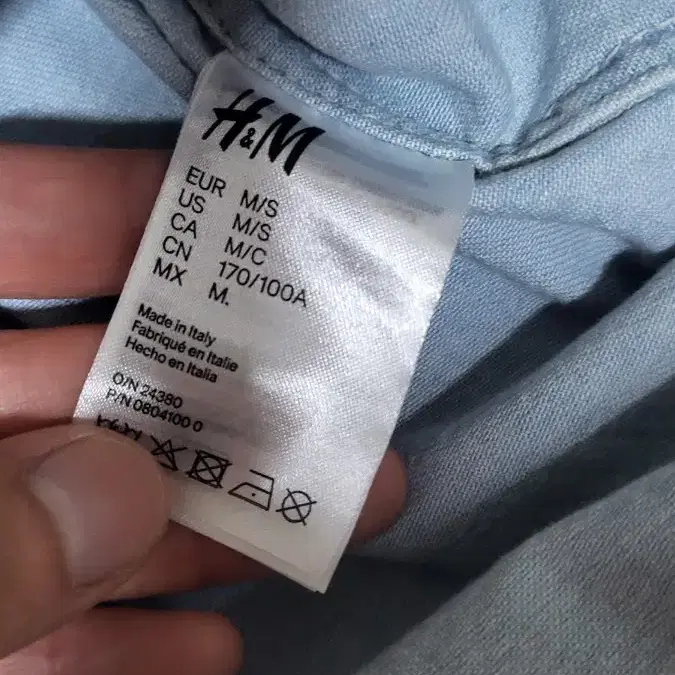 H&M
EUR M/S
US M/S
CA M/C
CN 170/100A
MX M.
Made in Italy
Fabriqué en Italie
Hecho en Italia
O/N 24380
P/N 0804100 0